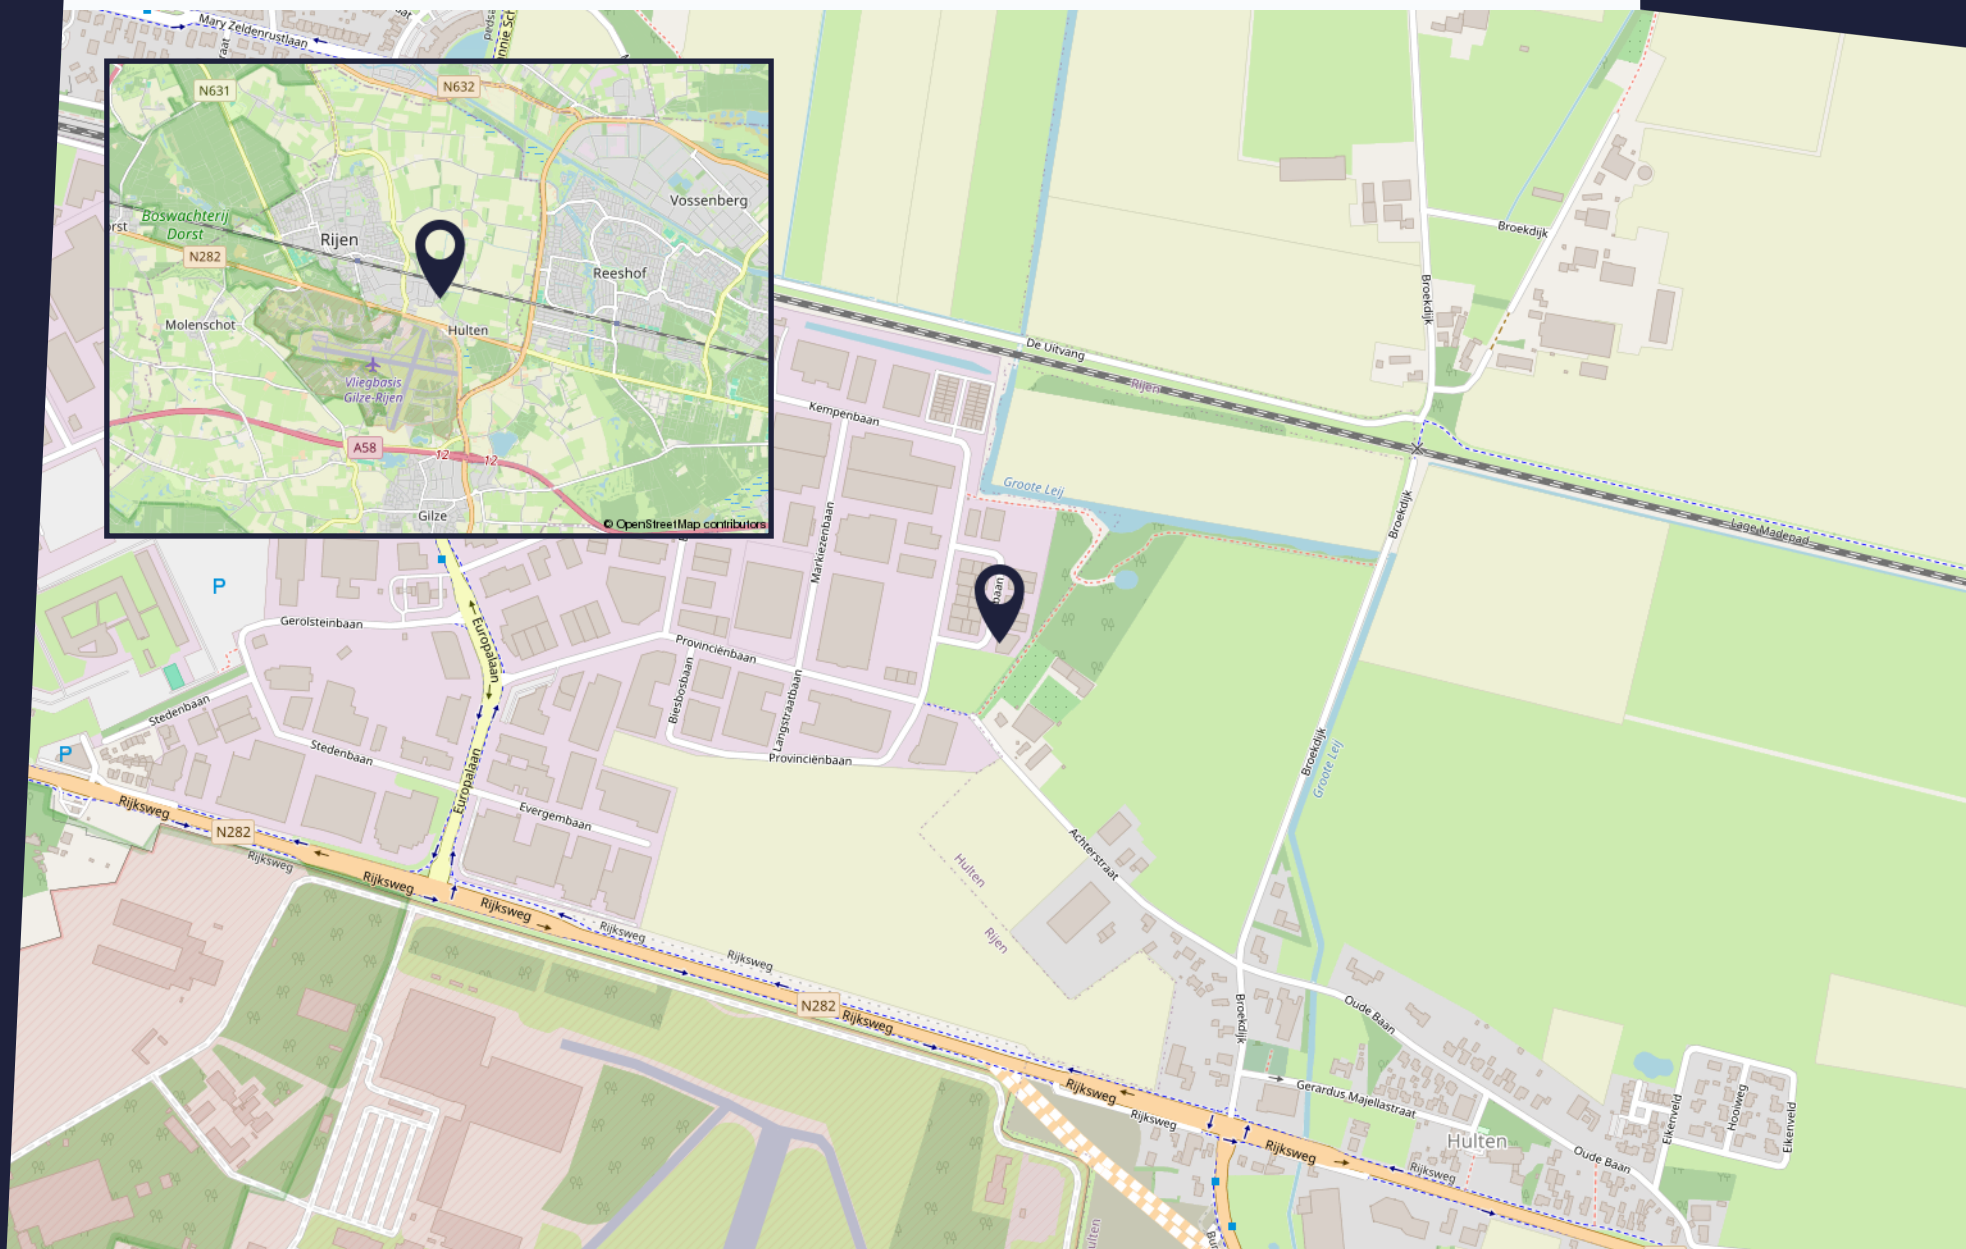 Mary Zeldenrustlaan
N631
N632
Boswachterij
Dorst
Rijen
Vossenberg
N282
Reeshof
Molenschot
Hulten
Vliegbasis
Gilze-Rijen
A58
12
12
Gilze
© OpenStreetMap contributors
Broekdijk
Broekdijk
De Uitvang
Rijen
Kempenbaan
Groote Leij
Broekdijk
Lage Madepad
Markiezenbaan
P
Gerolsteinbaan
Europalaan
Provinciënbaan
Biesbosbaan
Langstraatbaan
Stedenbaan
Stedenbaan
P
Provinciënbaan
Europalaan
Broekdijk
Groote Leij
Rijksweg
N282
Evergembaan
Rijksweg
Rijksweg
Achterstraat
Hulten
Rijen
Rijksweg
Rijksweg
Rijksweg
N282
Rijksweg
Broekdijk
Oude Baan
Rijksweg
Rijksweg
Gerardus Majellastraat
Hulten
Rijksweg
Rijksweg
Oude Baan
Eikenveld
Hooiweg
Eikenveld